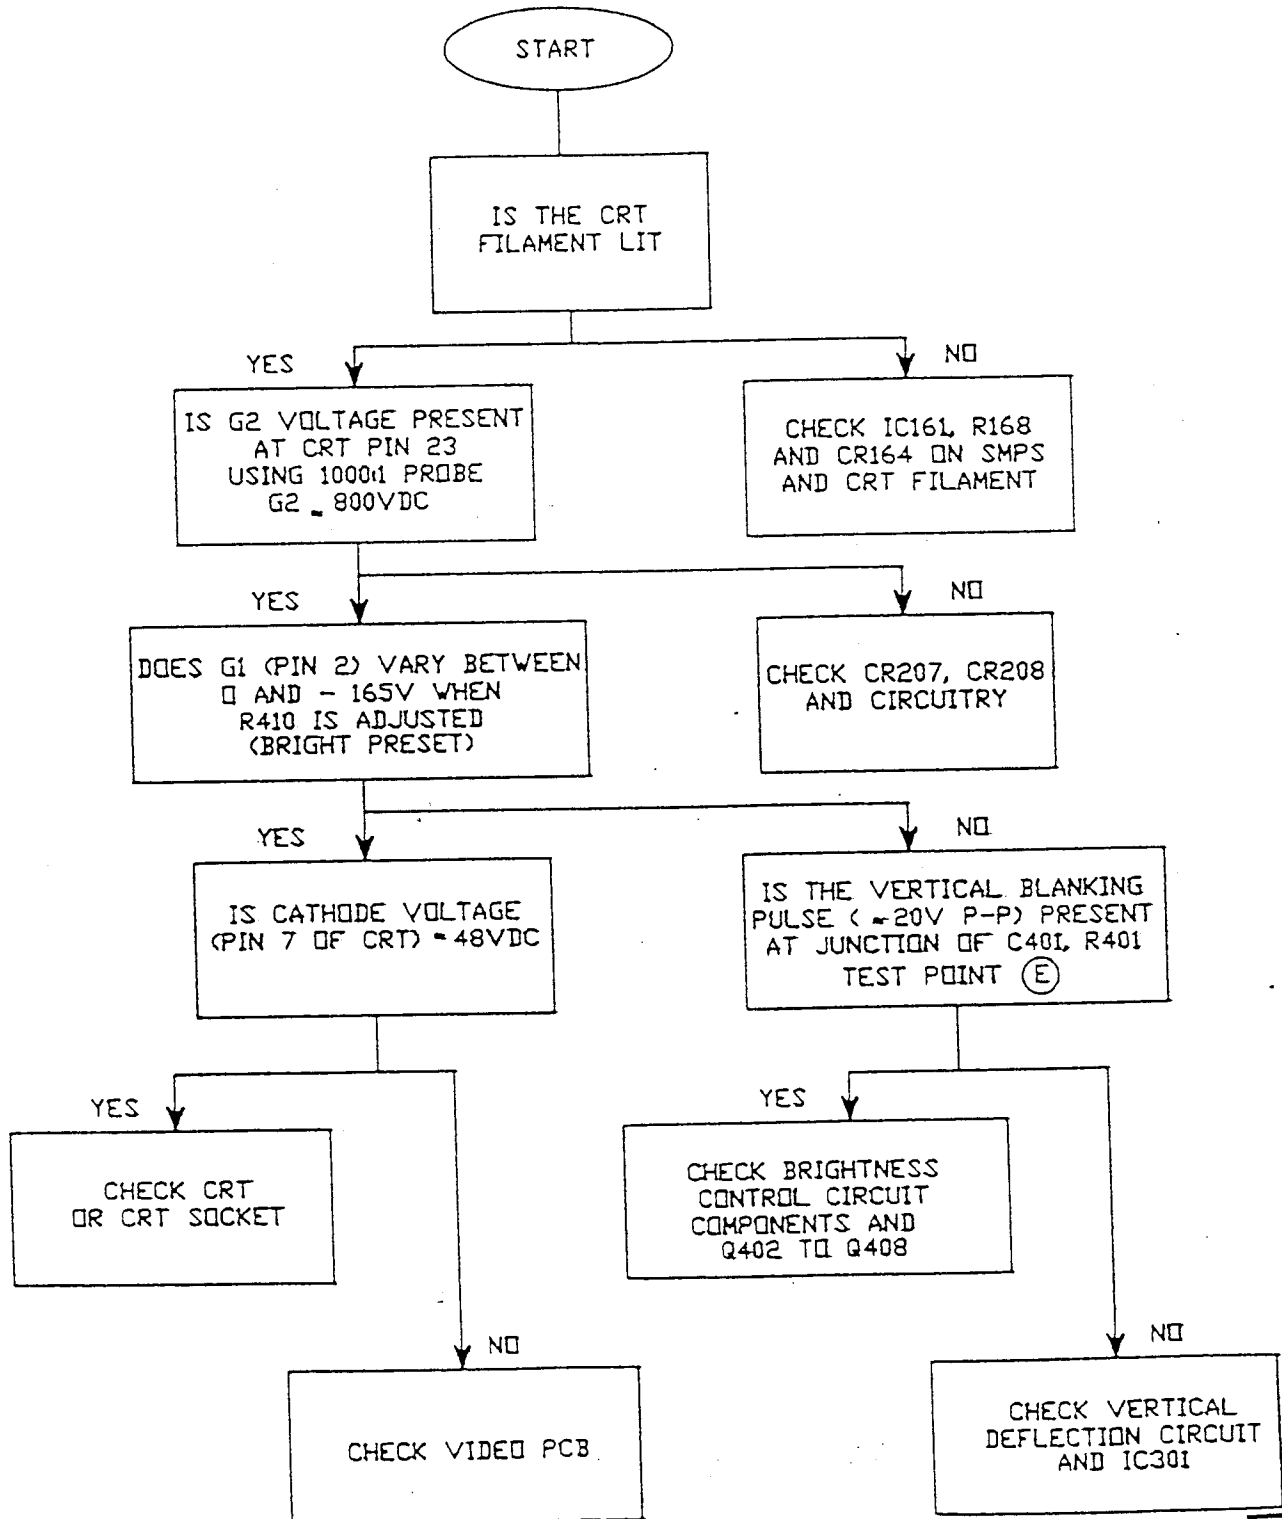 START
IS THE CRT
FILAMENT LIT
YES
NO
IS G2 VOLTAGE PRESENT
AT CRT PIN 23
USING 1000:1 PROBE
G2 ≈ 800VDC
CHECK IC161, R168
AND CR164 ON SMPS
AND CRT FILAMENT
YES
NO
DOES G1 (PIN 2) VARY BETWEEN
0 AND - 165V WHEN
R410 IS ADJUSTED
(BRIGHT PRESET)
CHECK CR207, CR208
AND CIRCUITRY
YES
NO
IS CATHODE VOLTAGE
(PIN 7 OF CRT) ≈ 48VDC
IS THE VERTICAL BLANKING
PULSE ( ≈ 20V P-P) PRESENT
AT JUNCTION OF C401, R401
TEST POINT E
YES
YES
CHECK CRT
OR CRT SOCKET
CHECK BRIGHTNESS
CONTROL CIRCUIT
COMPONENTS AND
Q402 TO Q408
NO
NO
CHECK VIDEO PCB
CHECK VERTICAL
DEFLECTION CIRCUIT
AND IC301